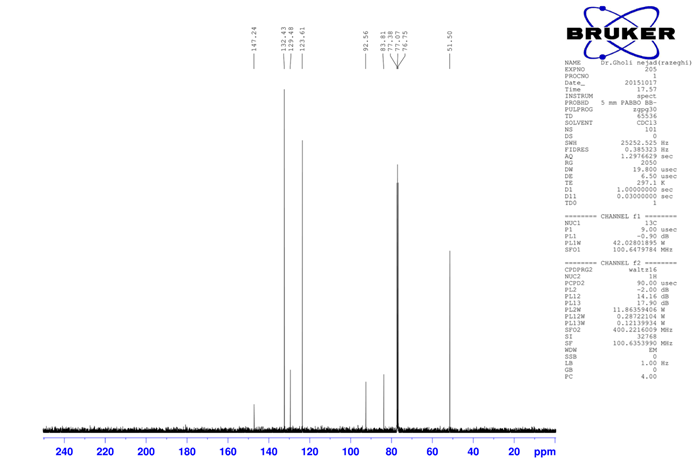 147.24
132.43
129.48
123.61
92.56
83.81
77.38
77.07
76.75
51.50
BRUKER
NAME Dr.Gholi nejad(razeghi)
EXPNO 205
PROCNO 1
Date_ 20151017
Time 17.57
INSTRUM spect
PROBHD 5 mm PABBO BB-
PULPROG zgpg30
TD 65536
SOLVENT CDCl3
NS 101
DS 0
SWH 25252.525 Hz
FIDRES 0.385323 Hz
AQ 1.2976629 sec
RG 2050
DW 19.800 usec
DE 6.50 usec
TE 297.1 K
D1 1.00000000 sec
D11 0.03000000 sec
TD0 1
======== CHANNEL f1 ========
NUC1 13C
P1 9.00 usec
PL1 -0.90 dB
PL1W 42.02801895 W
SFO1 100.6479784 MHz
======== CHANNEL f2 ========
CPDPRG2 waltz16
NUC2 1H
PCPD2 90.00 usec
PL2 -2.00 dB
PL12 14.16 dB
PL13 17.90 dB
PL2W 11.86359406 W
PL12W 0.28722104 W
PL13W 0.12139934 W
SFO2 400.2216009 MHz
SI 32768
SF 100.6353990 MHz
WDW EM
SSB 0
LB 1.00 Hz
GB 0
PC 4.00
240 220 200 180 160 140 120 100 80 60 40 20 ppm